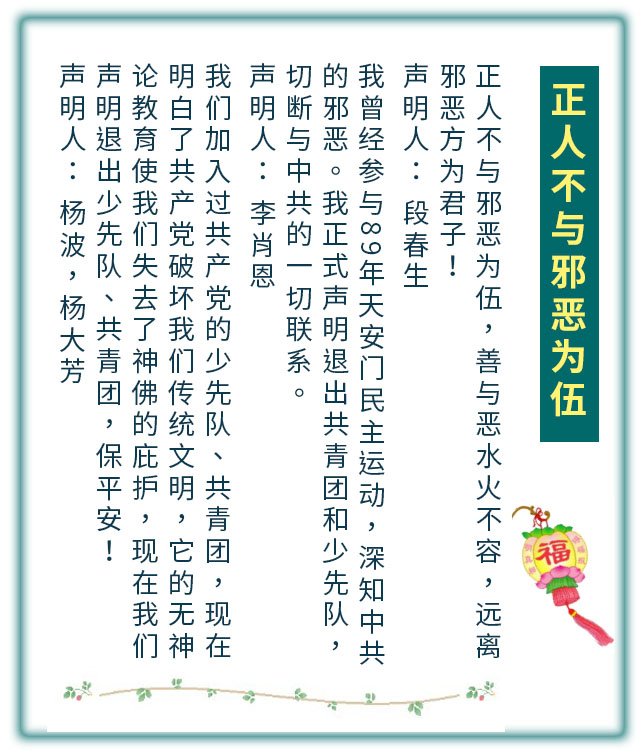 正人不与邪恶为伍
正人不与邪恶为伍，善与恶水火不容，远离
邪恶方为君子！
声明人：段春生
我曾经参与89年天安门民主运动，深知中共
的邪恶。我正式声明退出共青团和少先队，
切断与中共的一切联系。
声明人：李肖恩
我们加入过共产党的少先队、共青团，现在
明白了共产党破坏我们传统文明，它的无神
论教育使我们失去了神佛的庇护，现在我们
声明退出少先队、共青团，保平安！
声明人：杨波，杨大芳
福